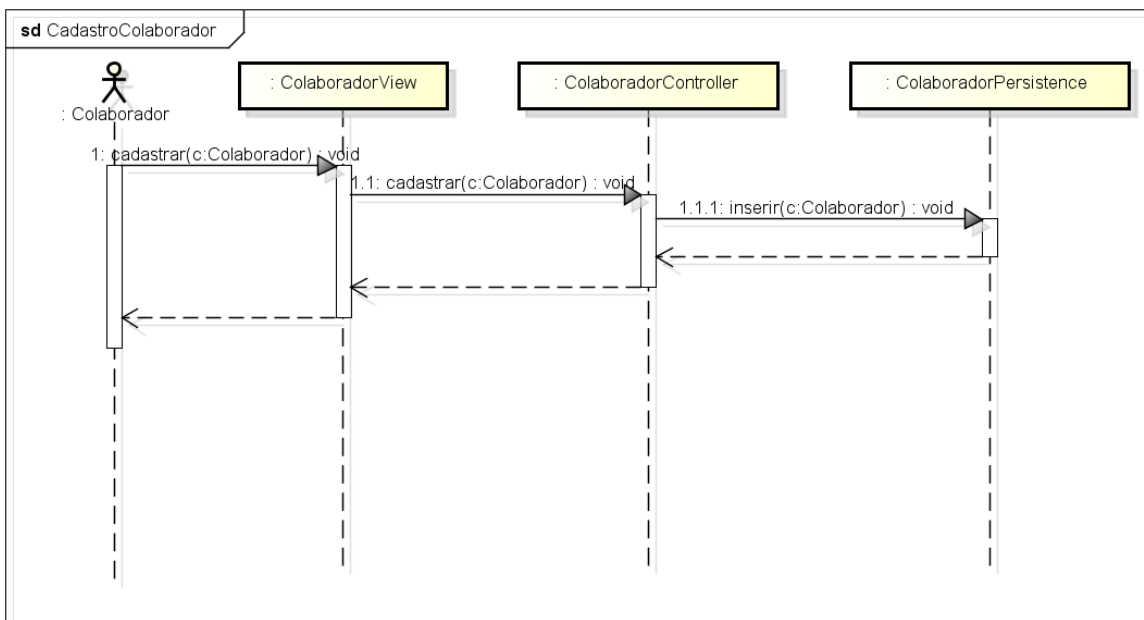 sd CadastroColaborador
: Colaborador
: ColaboradorView
: ColaboradorController
: ColaboradorPersistence
1: cadastrar(c:Colaborador) : void
1.1: cadastrar(c:Colaborador) : void
1.1.1: inserir(c:Colaborador) : void